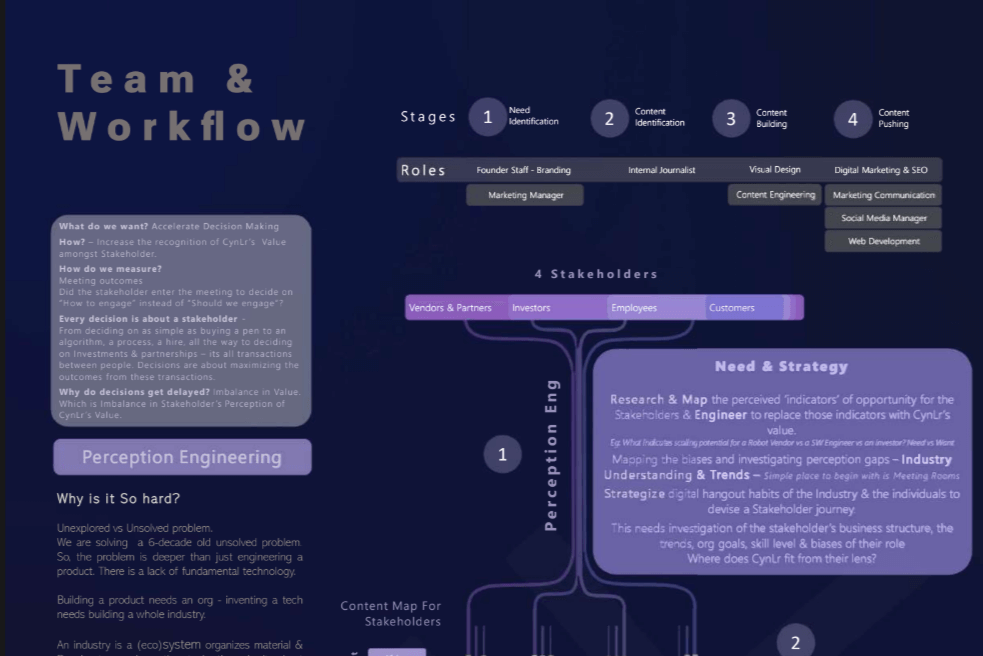 Team &
Workflow
Stages
1
Need
Identification
2
Content
Identification
3
Content
Building
4
Content
Pushing
Roles
Founder Staff - Branding
Internal Journalist
Visual Design
Digital Marketing & SEO
Marketing Manager
Content Engineering
Marketing Communication
Social Media Manager
Web Development
What do we want? Accelerate Decision Making
How? – Increase the recognition of CynLr's Value
amongst Stakeholder.
How do we measure?
Meeting outcomes
Did the stakeholder enter the meeting to decide on
"How to engage" instead of "Should we engage"?
Every decision is about a stakeholder -
From deciding on as simple as buying a pen to an
algorithm, a process, a hire, all the way to deciding
on Investments & partnerships – its all transactions
between people. Decisions are about maximizing the
outcomes from these transactions.
Why do decisions get delayed? Imbalance in Value.
Which is Imbalance in Stakeholder's Perception of
CynLr's Value.
4 Stakeholders
Vendors & Partners
Investors
Employees
Customers
Perception Engineering
Why is it So hard?
Unexplored vs Unsolved problem.
We are solving a 6-decade old unsolved problem.
So, the problem is deeper than just engineering a
product. There is a lack of fundamental technology.
Building a product needs an org - inventing a tech
needs building a whole industry.
An industry is a (eco)system organizes material &
1
Perception Eng
Need & Strategy
Research & Map the perceived 'indicators' of opportunity for the
Stakeholders & Engineer to replace those indicators with CynLr's
value.
Eg: What Indicates scaling potential for a Robot Vendor vs a SW Engineer vs an investor? Need vs Want
Mapping the biases and investigating perception gaps – Industry
Understanding & Trends – Simple place to begin with is Meeting Rooms
Strategize digital hangout habits of the Industry & the individuals to
devise a Stakeholder journey.
This needs investigation of the stakeholder's business structure, the
trends, org goals, skill level & biases of their role
Where does CynLr fit from their lens?
Content Map For
Stakeholders
2